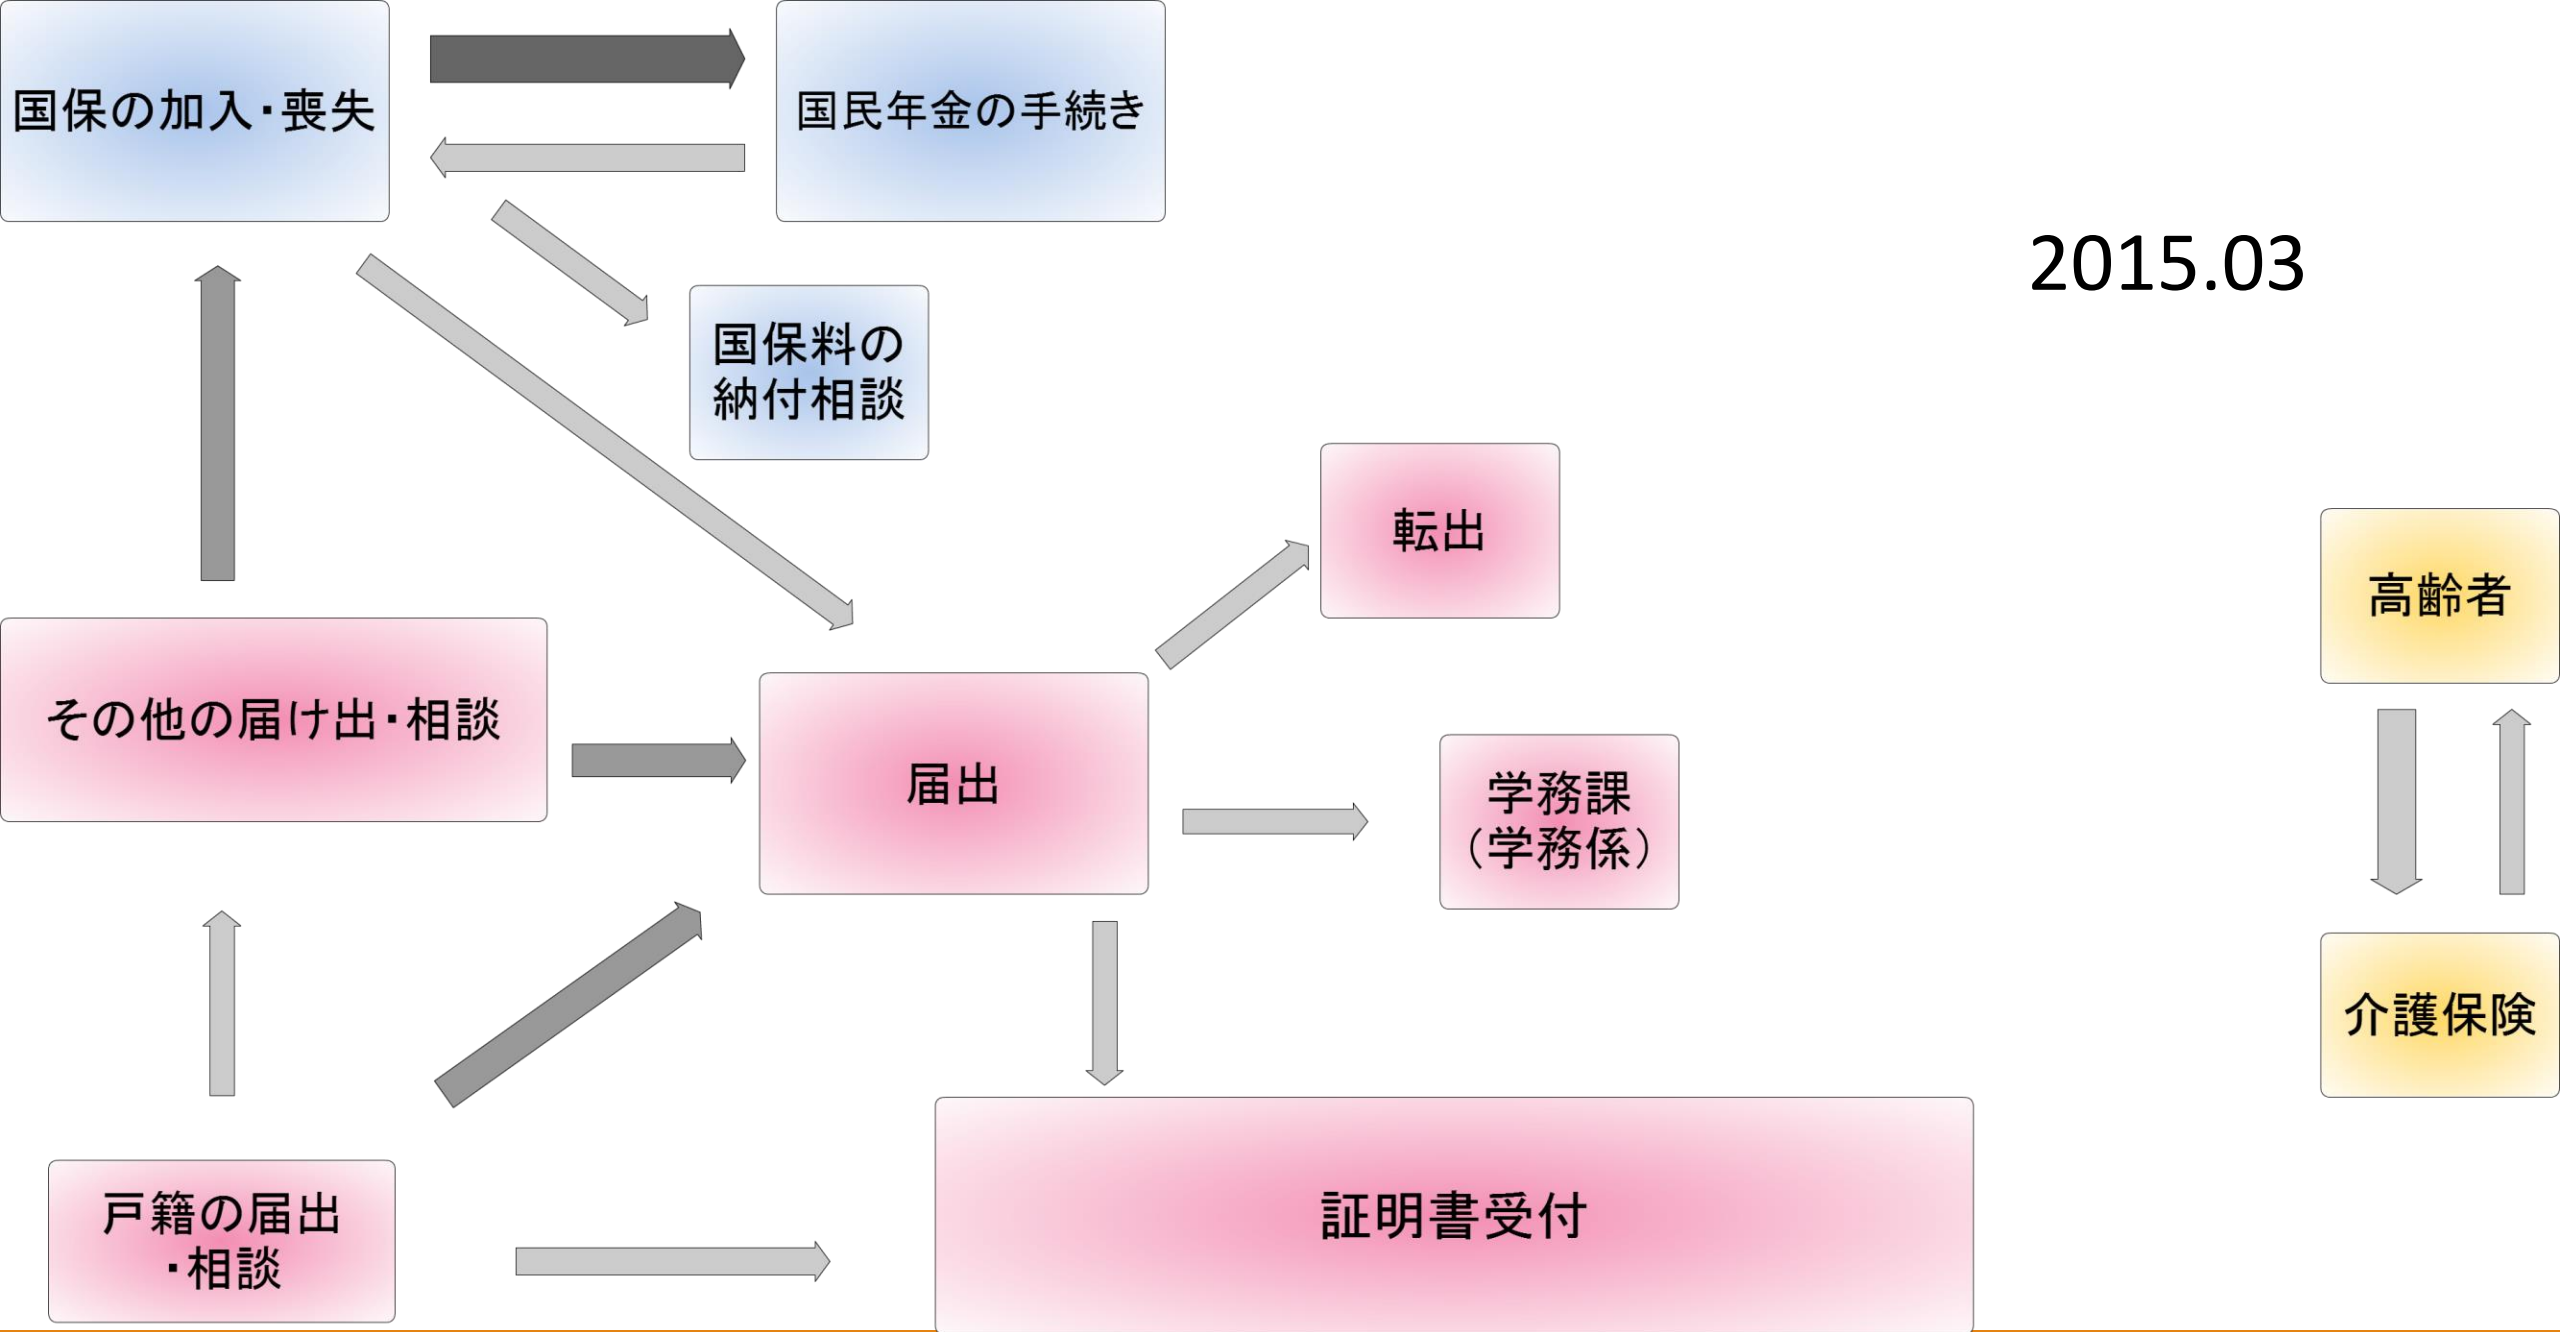 国保の加入・喪失
国民年金の手続き
2015.03
国保料の
納付相談
転出
高齢者
その他の届け出・相談
届出
学務課
（学務係）
介護保険
戸籍の届出
・相談
証明書受付